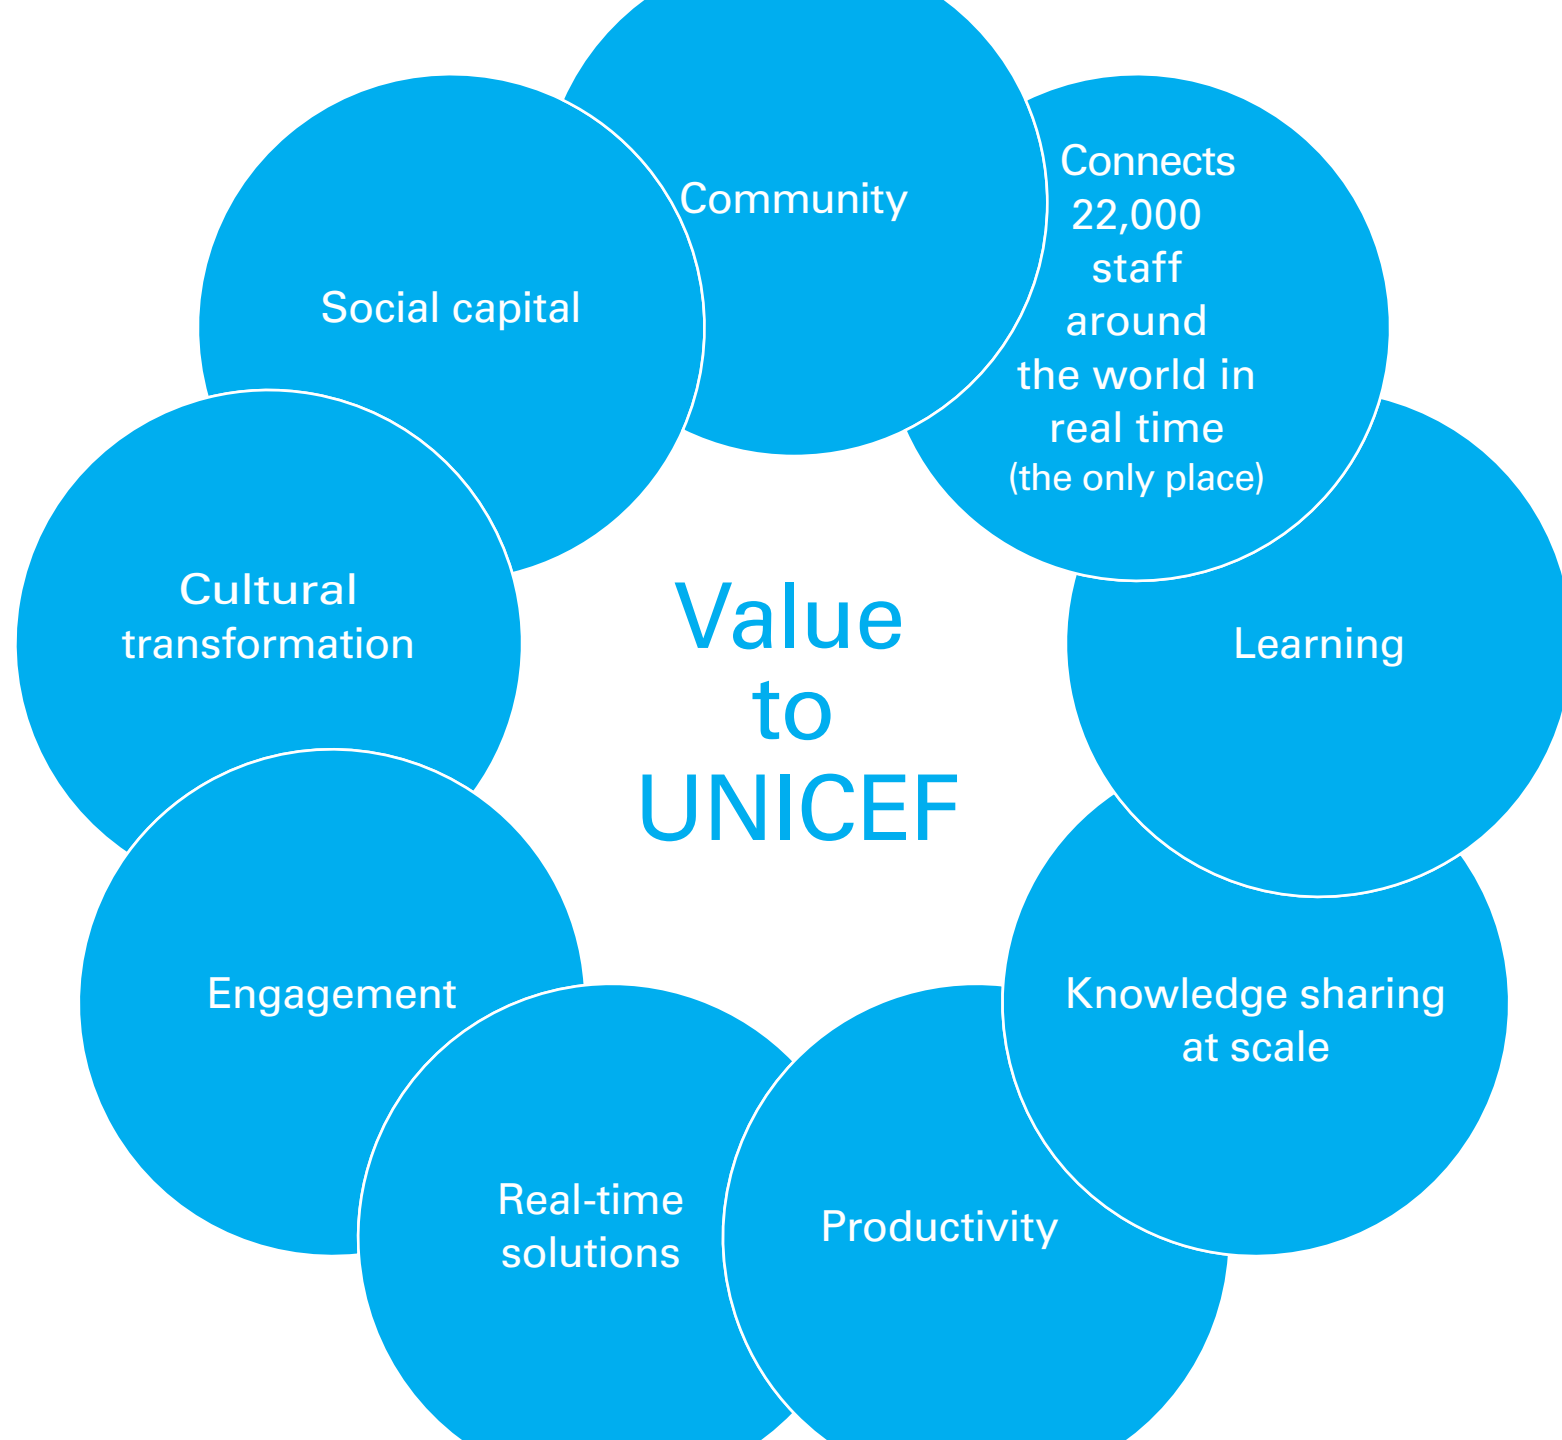 Community
Connects
22,000
staff
around
the world in
real time
(the only place)
Learning
Knowledge sharing
at scale
Productivity
Real-time
solutions
Engagement
Cultural
transformation
Social capital
Value
to
UNICEF